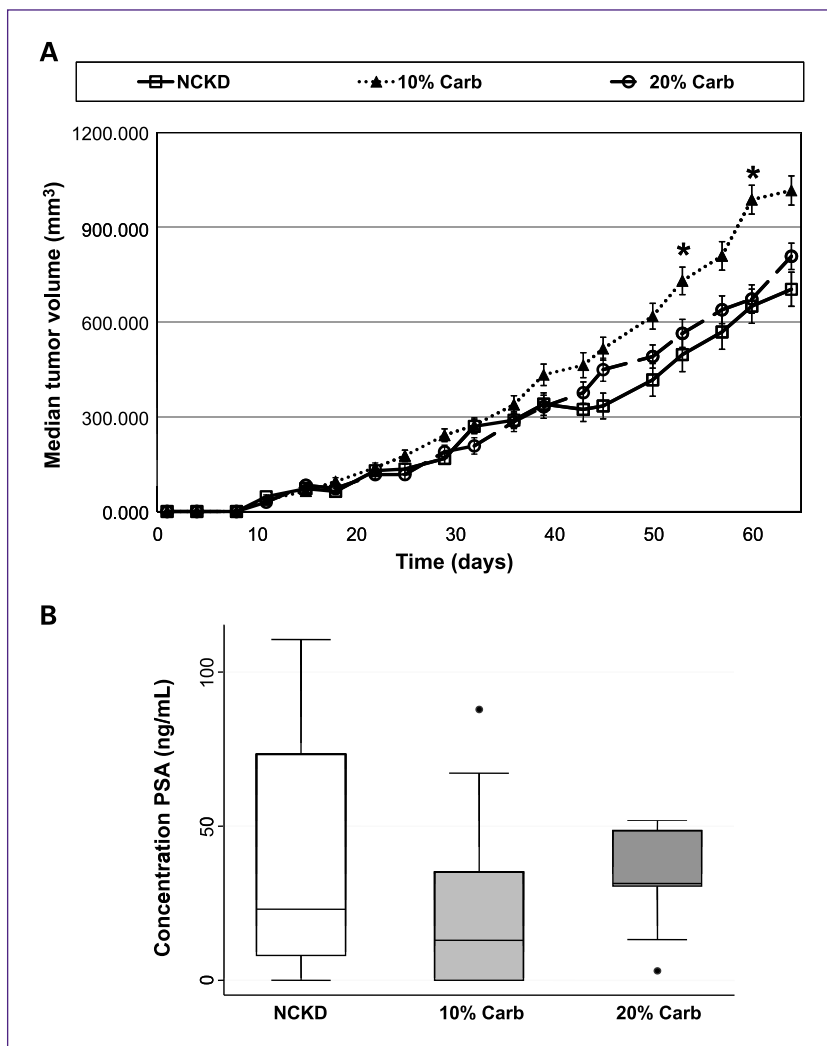 A
NCKD 10% Carb 20% Carb
1200.000
900.000
600.000
300.000
0.000
Median tumor volume (mm³)
* *
0 10 20 30 40 50 60
Time (days)
B
100
50
0
Concentration PSA (ng/mL)
NCKD 10% Carb 20% Carb